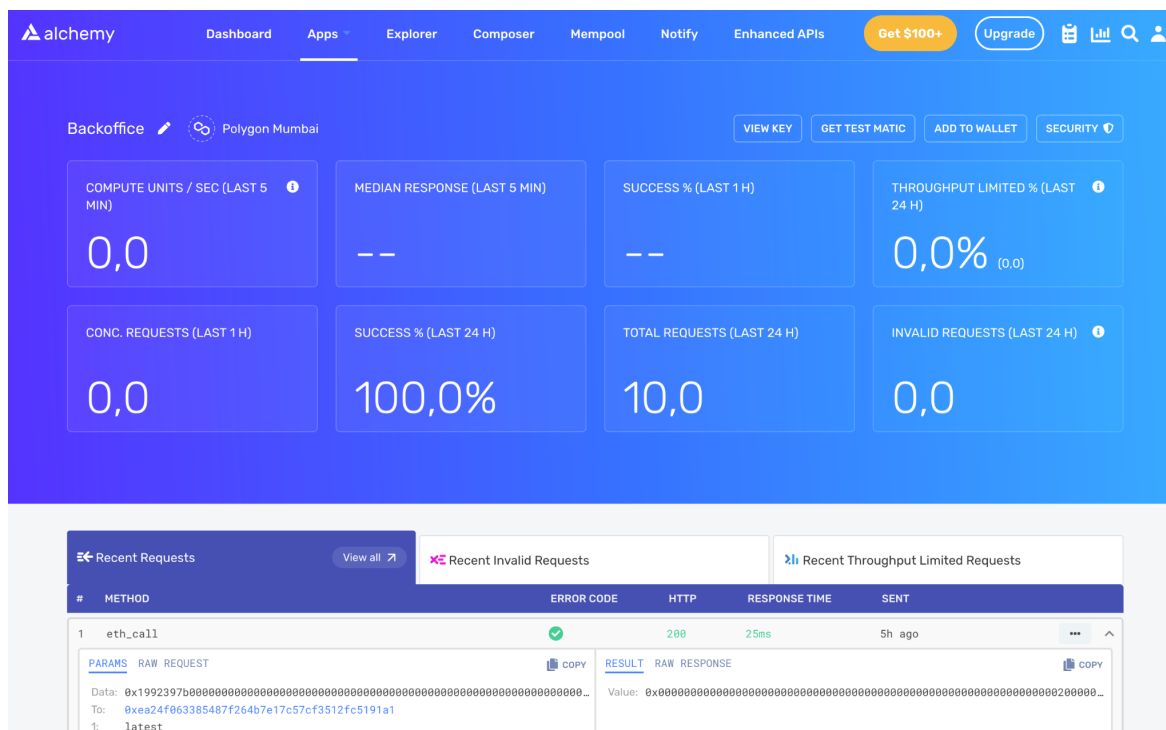 alchemy Dashboard Apps Explorer Composer Mempool Notify Enhanced APIs Get $100+ Upgrade
Backoffice Polygon Mumbai VIEW KEY GET TEST MATIC ADD TO WALLET SECURITY
COMPUTE UNITS / SEC (LAST 5 MIN)
0,0
MEDIAN RESPONSE (LAST 5 MIN)
--
SUCCESS % (LAST 1 H)
--
THROUGHPUT LIMITED % (LAST 24 H)
0,0% (0,0)
CONC. REQUESTS (LAST 1 H)
0,0
SUCCESS % (LAST 24 H)
100,0%
TOTAL REQUESTS (LAST 24 H)
10,0
INVALID REQUESTS (LAST 24 H)
0,0
Recent Requests View all Recent Invalid Requests Recent Throughput Limited Requests
# METHOD ERROR CODE HTTP RESPONSE TIME SENT
1 eth_call 200 25ms 5h ago
PARAMS RAW REQUEST COPY RESULT RAW RESPONSE COPY
Data:
To: 0xea24f063385487f264b7e17c57cf3512fc5191a1
Value:
1: latest